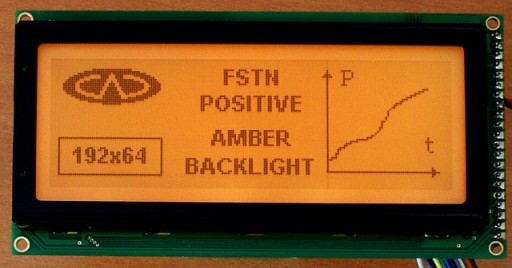 FSTN
POSITIVE
AMBER
BACKLIGHT
192x64
P
t